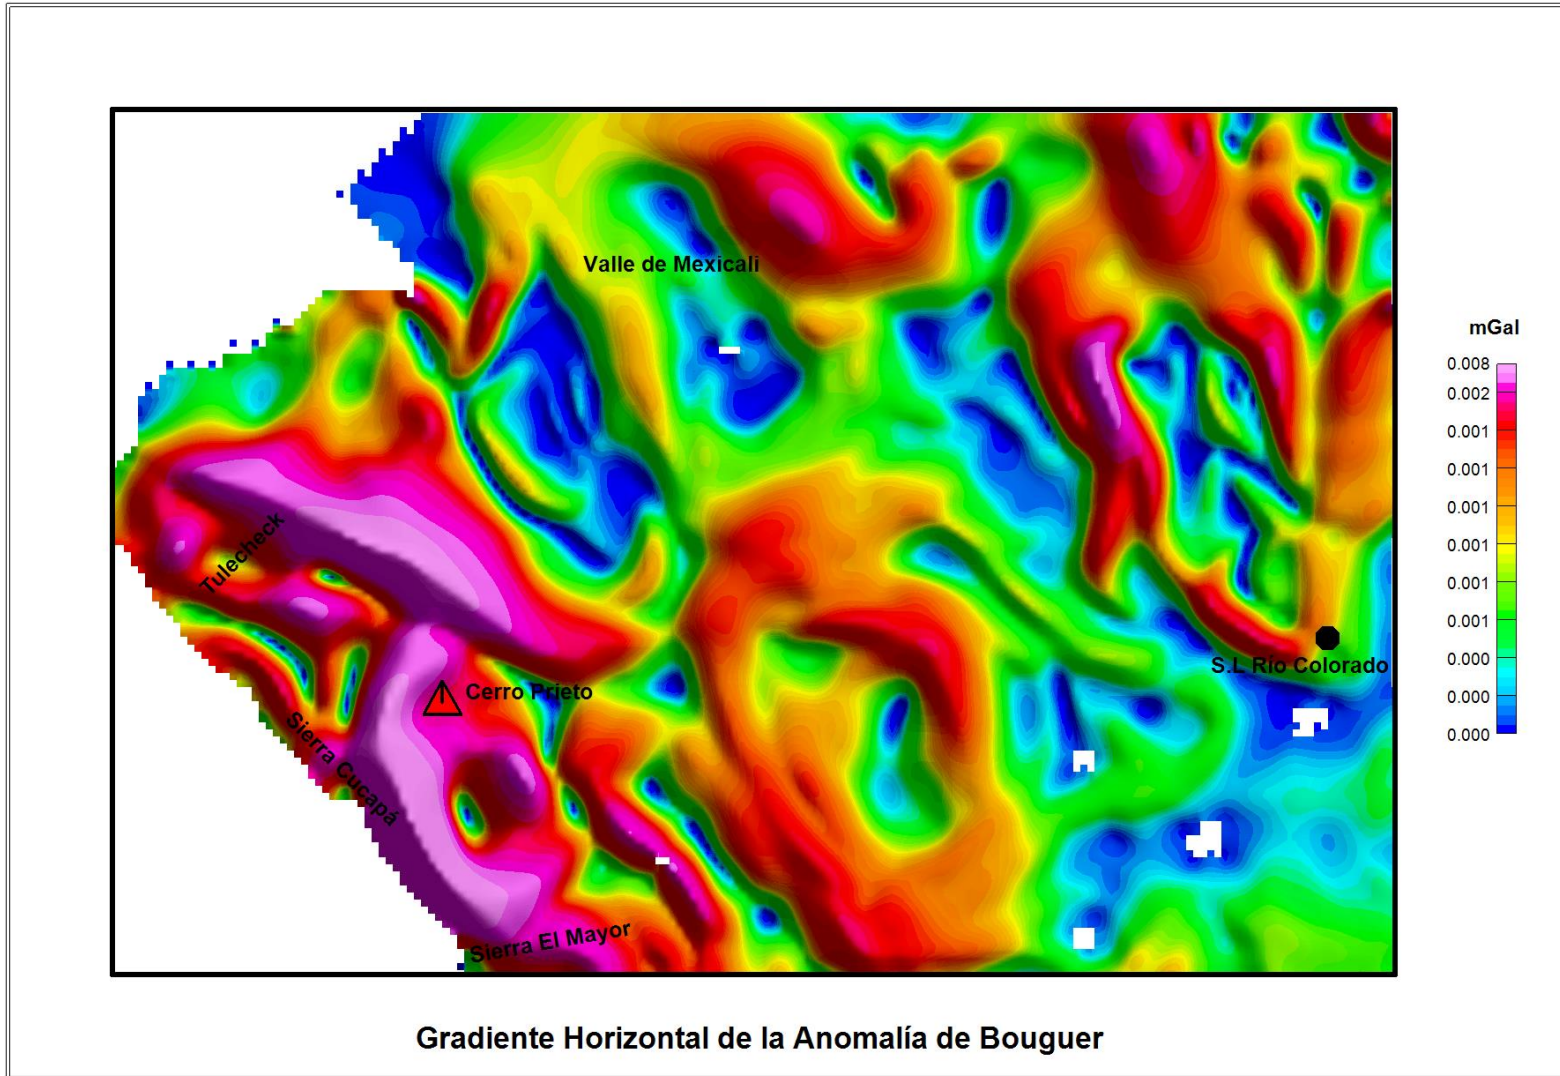 Valle de Mexicali
mGal
0.008
0.002
0.001
0.001
0.001
0.001
0.001
0.001
0.000
0.000
0.000
Tulecheck
S.L Río Colorado
Cerro Prieto
Sierra Cucapá
Sierra El Mayor
Gradiente Horizontal de la Anomalía de Bouguer